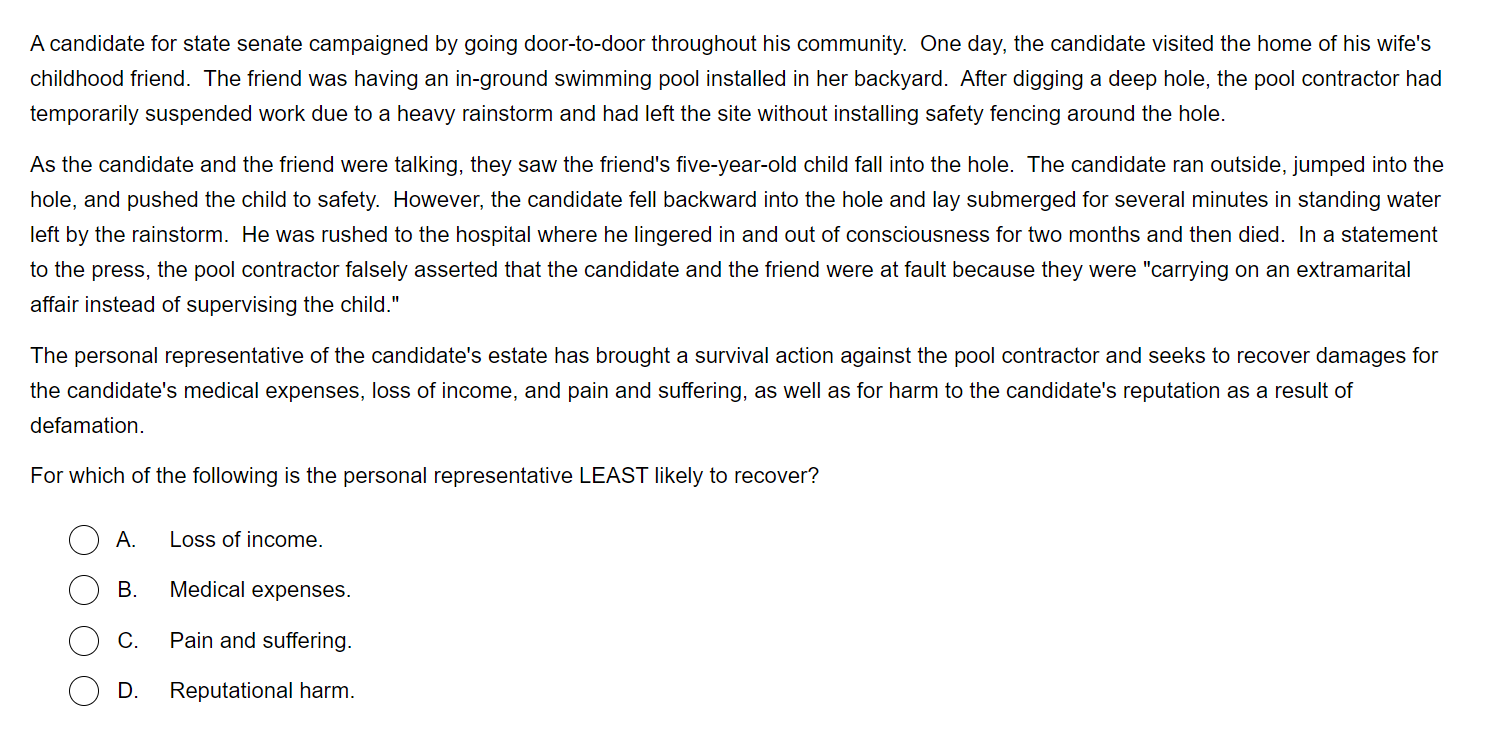 A candidate for state senate campaigned by going door-to-door throughout his community.  One day, the candidate visited the home of his wife's
childhood friend.  The friend was having an in-ground swimming pool installed in her backyard.  After digging a deep hole, the pool contractor had
temporarily suspended work due to a heavy rainstorm and had left the site without installing safety fencing around the hole.
As the candidate and the friend were talking, they saw the friend's five-year-old child fall into the hole.  The candidate ran outside, jumped into the
hole, and pushed the child to safety.  However, the candidate fell backward into the hole and lay submerged for several minutes in standing water
left by the rainstorm.  He was rushed to the hospital where he lingered in and out of consciousness for two months and then died.  In a statement
to the press, the pool contractor falsely asserted that the candidate and the friend were at fault because they were "carrying on an extramarital
affair instead of supervising the child."
The personal representative of the candidate's estate has brought a survival action against the pool contractor and seeks to recover damages for
the candidate's medical expenses, loss of income, and pain and suffering, as well as for harm to the candidate's reputation as a result of
defamation.
For which of the following is the personal representative LEAST likely to recover?
A. Loss of income.
B. Medical expenses.
C. Pain and suffering.
D. Reputational harm.